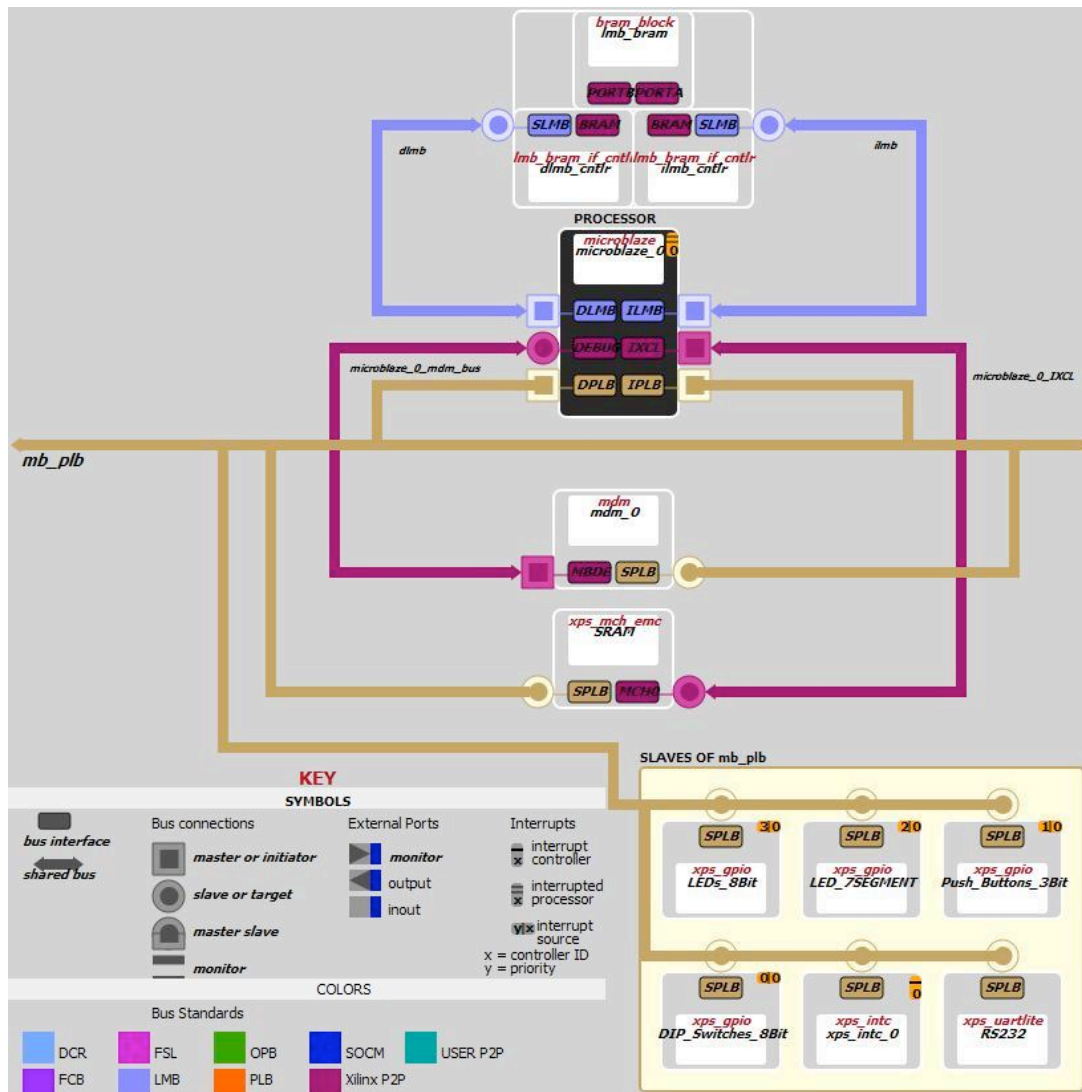 bram_block
lmb_bram
PORTB PORTA
SLMB BRAM BRAM SLMB
dlmb
ilmb
lmb_bram_if_cntlr lmb_bram_if_cntlr
dlmb_cntlr ilmb_cntlr
PROCESSOR
microblaze
microblaze_0
0
DLMB ILMB
DEBUG IXCL
microblaze_0_mdm_bus
microblaze_0_IXCL
DPLB IPLB
mb_plb
mdm
mdm_0
MBDE SPLB
xps_mch_emc
SRAM
SPLB MCH0
SLAVES OF mb_plb
SPLB 3|0 SPLB 2|0 SPLB 1|0
xps_gpio xps_gpio xps_gpio
LEDs_8Bit LED_7SEGMENT Push_Buttons_3Bit
SPLB 0|0 SPLB 0 SPLB
xps_gpio xps_intc xps_uartlite
DIP_Switches_8Bit xps_intc_0 RS232
KEY
SYMBOLS
bus interface
shared bus
Bus connections
master or initiator
slave or target
master slave
monitor
External Ports
monitor
output
inout
Interrupts
x interrupt
controller
x interrupted
processor
y|x interrupt
source
x = controller ID
y = priority
COLORS
Bus Standards
DCR FSL OPB SOCM USER P2P
FCB LMB PLB Xilinx P2P